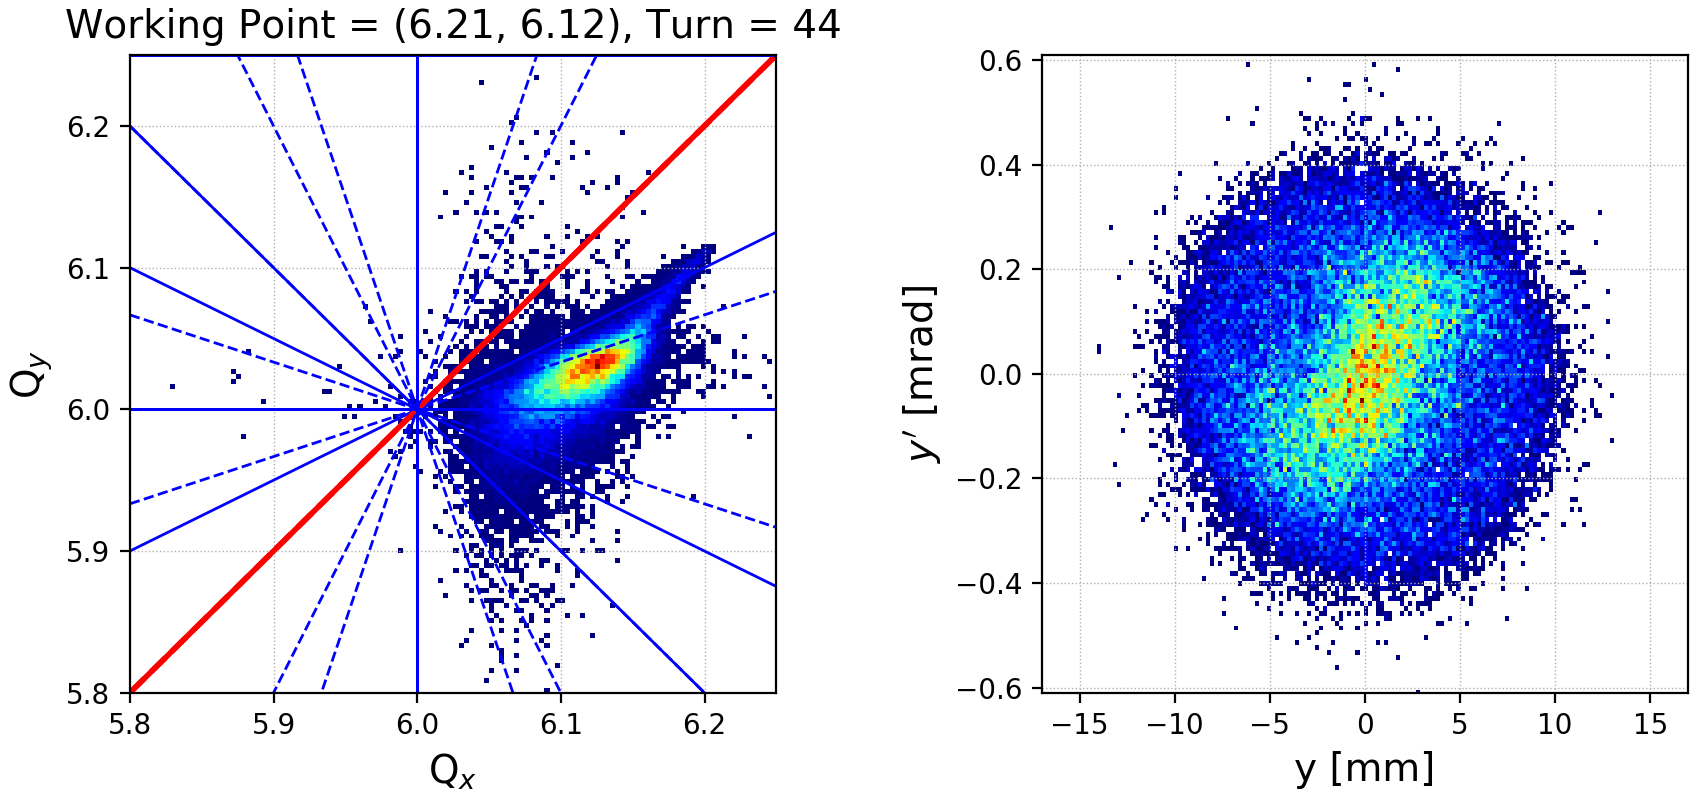 Working Point = (6.21, 6.12), Turn = 44
6.2
6.1
6.0
5.9
5.8
Q_y
5.8 5.9 6.0 6.1 6.2
Q_x
0.6
0.4
0.2
0.0
−0.2
−0.4
−0.6
y′ [mrad]
−15 −10 −5 0 5 10 15
y [mm]